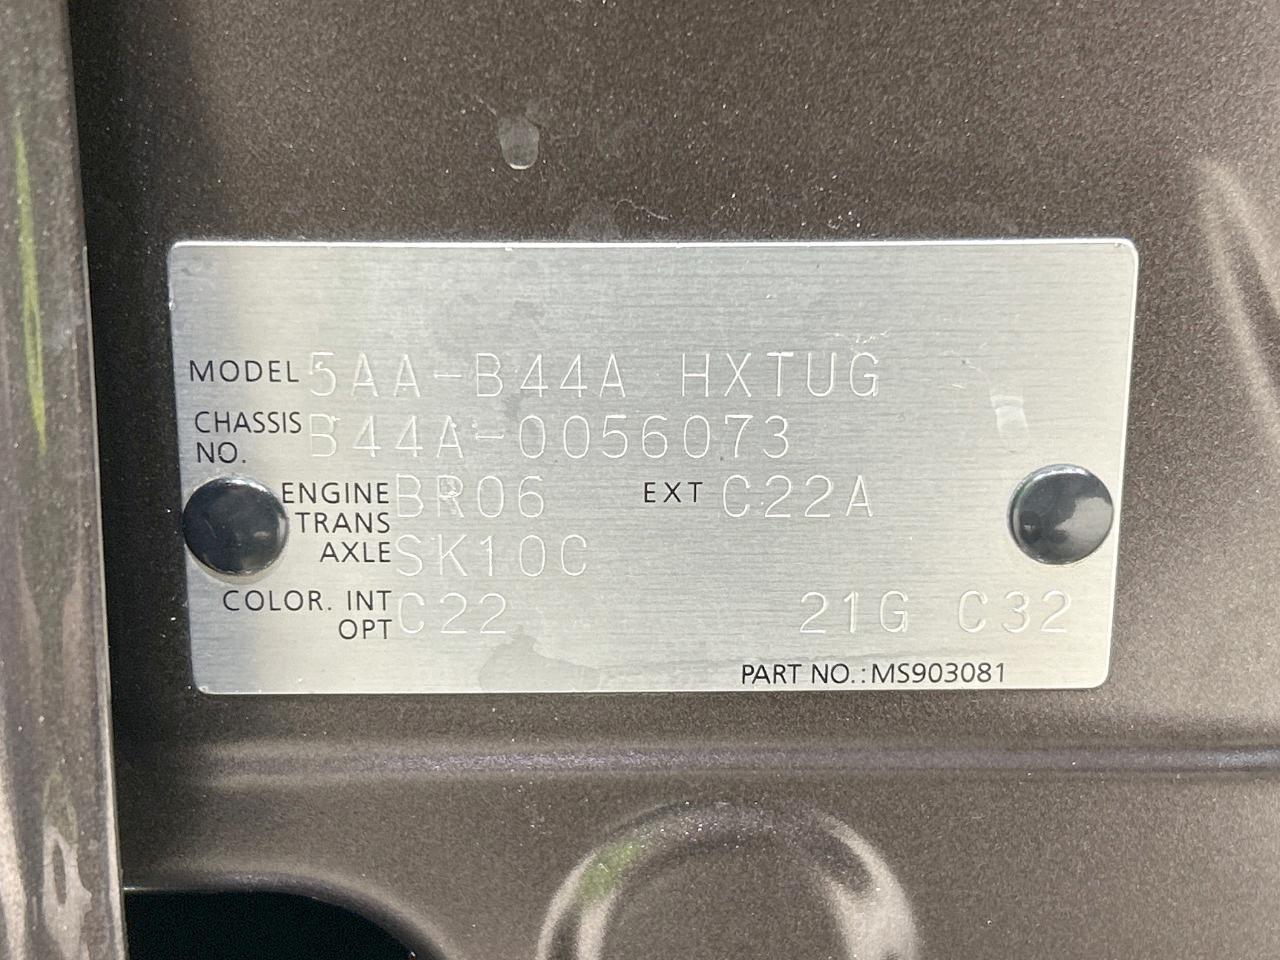 MODEL 5AA-B44A HXTUG
CHASSIS NO. B44A-0056073
ENGINE BR06 EXT C22A
TRANS AXLE SK10C
COLOR. INT OPT C22 21G C32
PART NO.: MS903081